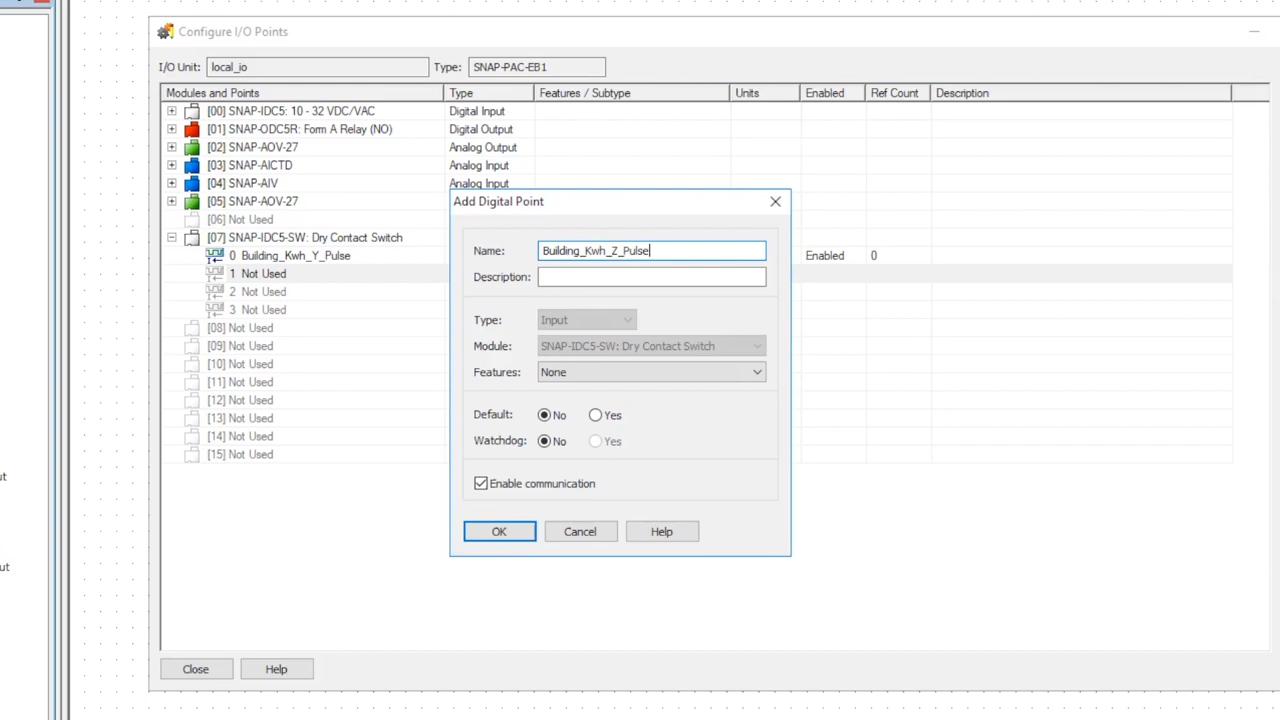 Configure I/O Points
I/O Unit: local_io Type: SNAP-PAC-EB1
Modules and Points Type Features / Subtype Units Enabled Ref Count Description
[00] SNAP-IDC5: 10 - 32 VDC/VAC Digital Input
[01] SNAP-ODC5R: Form A Relay (NO) Digital Output
[02] SNAP-AOV-27 Analog Output
[03] SNAP-AICTD Analog Input
[04] SNAP-AIV Analog Input
[05] SNAP-AOV-27
[06] Not Used
[07] SNAP-IDC5-SW: Dry Contact Switch
0 Building_Kwh_Y_Pulse Enabled 0
1 Not Used
2 Not Used
3 Not Used
[08] Not Used
[09] Not Used
[10] Not Used
[11] Not Used
[12] Not Used
[13] Not Used
[14] Not Used
[15] Not Used
Add Digital Point
Name: Building_Kwh_Z_Pulse
Description:
Type: Input
Module: SNAP-IDC5-SW: Dry Contact Switch
Features: None
Default: No Yes
Watchdog: No Yes
Enable communication
OK Cancel Help
Close Help
ut
ut